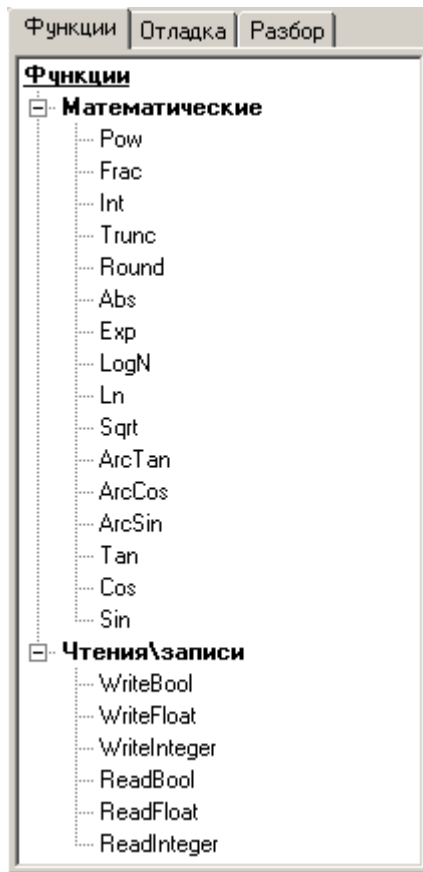 Функции Отладка Разбор
Функции
Математические
Pow
Frac
Int
Trunc
Round
Abs
Exp
LogN
Ln
Sqrt
ArcTan
ArcCos
ArcSin
Tan
Cos
Sin
Чтения\записи
WriteBool
WriteFloat
WriteInteger
ReadBool
ReadFloat
ReadInteger